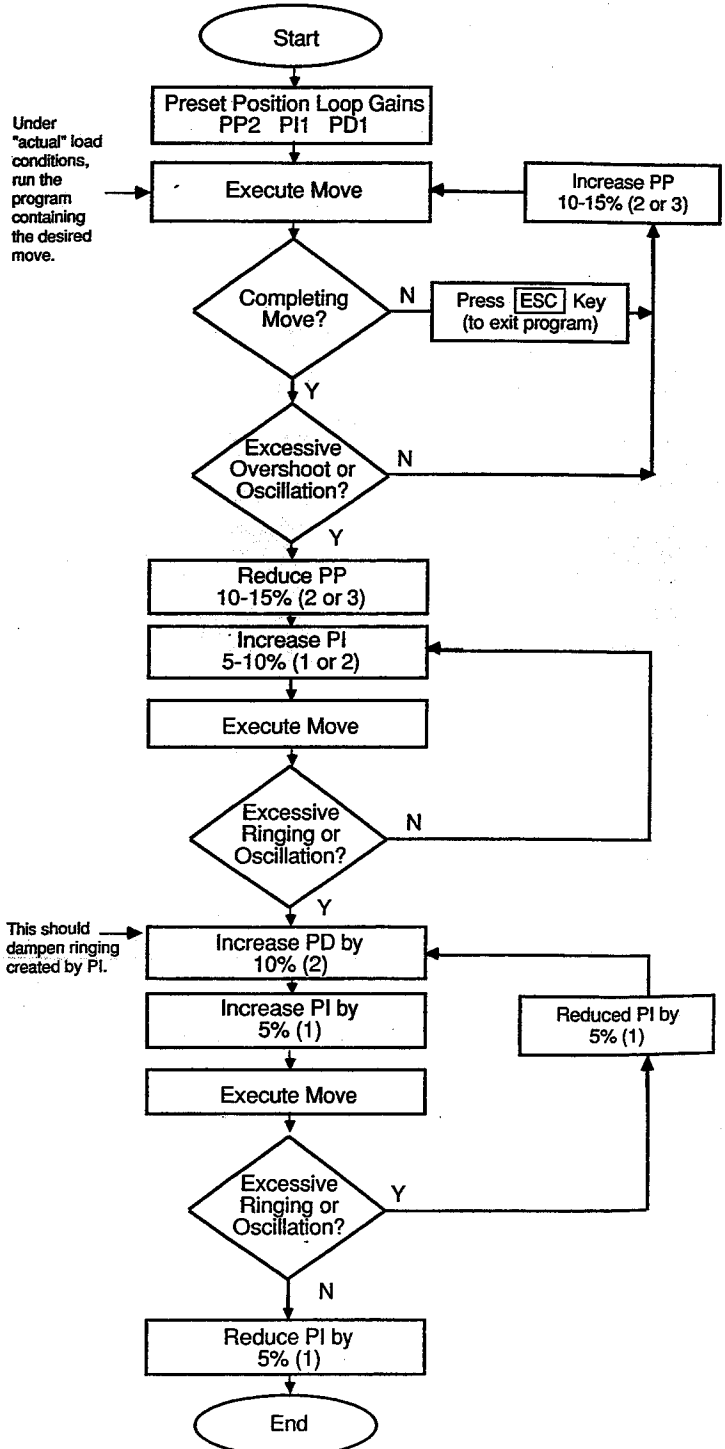 Start
Preset Position Loop Gains
PP2 PI1 PD1
Under
"actual" load
conditions,
run the
program
containing
the desired
move.
Execute Move
Increase PP
10-15% (2 or 3)
Completing
Move?
N
Press ESC Key
(to exit program)
Y
Excessive
Overshoot or
Oscillation?
N
Y
Reduce PP
10-15% (2 or 3)
Increase PI
5-10% (1 or 2)
Execute Move
Excessive
Ringing or
Oscillation?
N
Y
This should
dampen ringing
created by PI.
Increase PD by
10% (2)
Increase PI by
5% (1)
Reduced PI by
5% (1)
Execute Move
Excessive
Ringing or
Oscillation?
Y
N
Reduce PI by
5% (1)
End